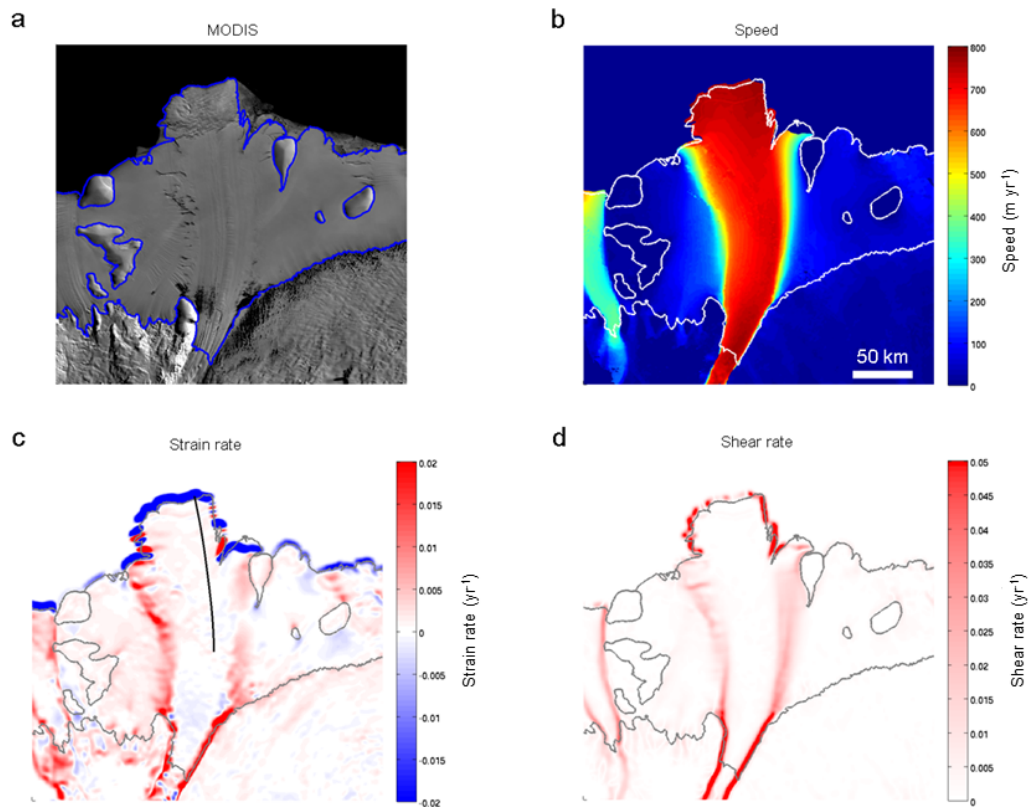 a
MODIS
b
Speed
800
700
600
500
400
300
200
100
0
Speed (m yr-1)
50 km
c
Strain rate
0.02
0.015
0.01
0.005
0
-0.005
-0.01
-0.015
-0.02
Strain rate (yr-1)
d
Shear rate
0.05
0.045
0.04
0.035
0.03
0.025
0.02
0.015
0.01
0.005
0
Shear rate (yr-1)